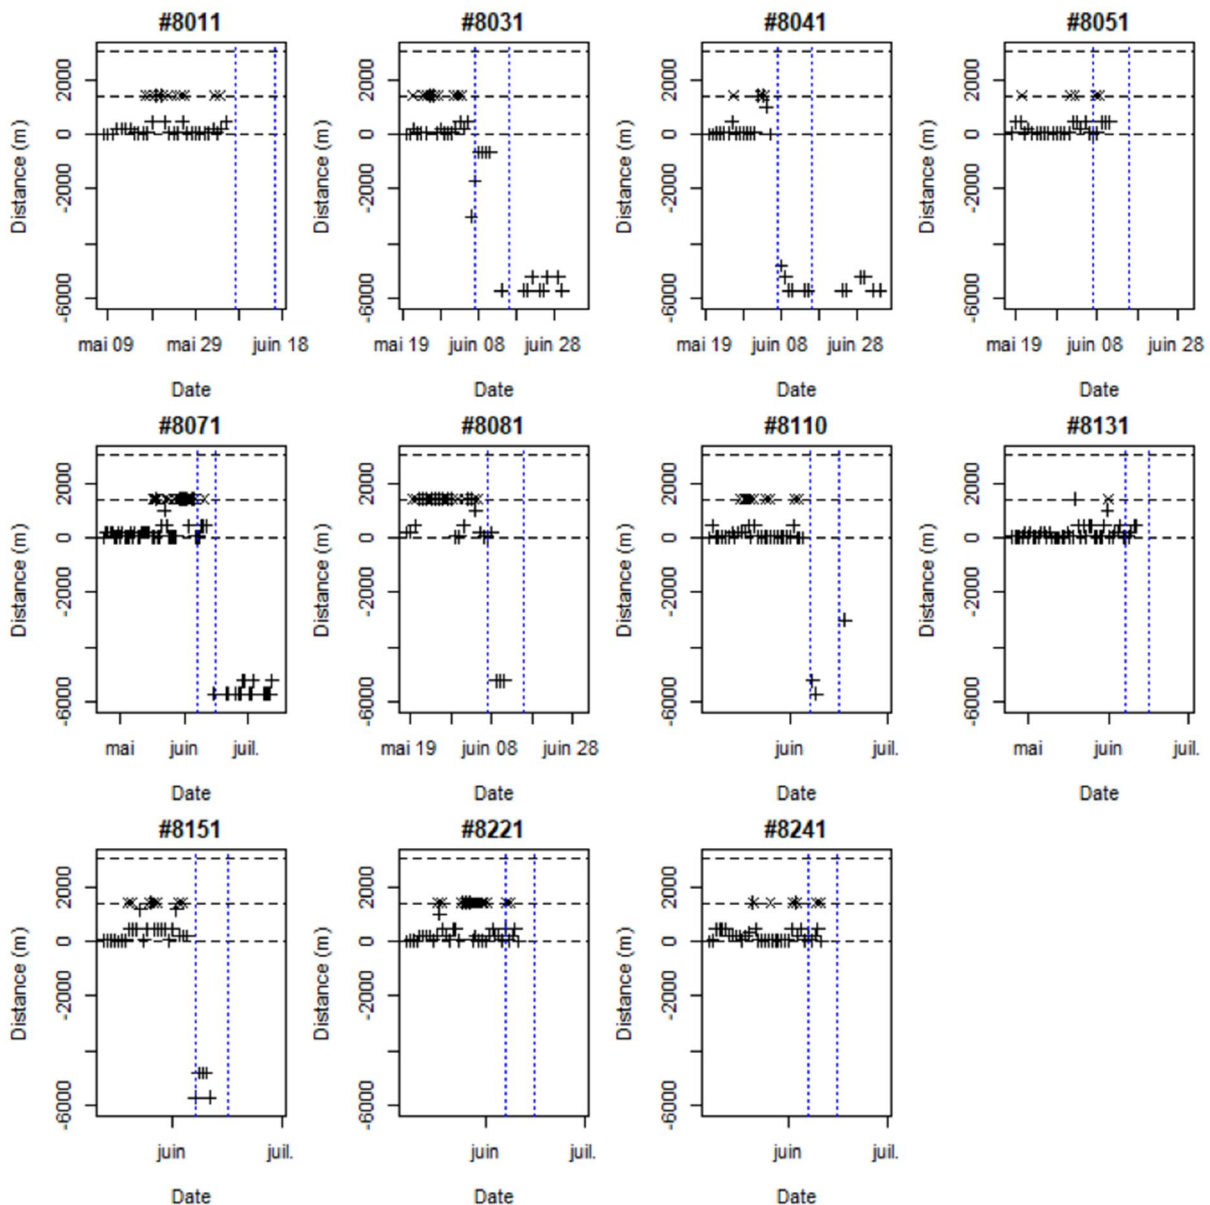 #8011 #8031 #8041 #8051
Distance (m) -6000 -2000 0 2000
Distance (m) -6000 -2000 0 2000
Distance (m) -6000 -2000 0 2000
Distance (m) -6000 -2000 0 2000
mai 09 mai 29 juin 18 mai 19 juin 08 juin 28 mai 19 juin 08 juin 28 mai 19 juin 08 juin 28
Date Date Date Date
#8071 #8081 #8110 #8131
Distance (m) -6000 -2000 0 2000
Distance (m) -6000 -2000 0 2000
Distance (m) -6000 -2000 0 2000
Distance (m) -6000 -2000 0 2000
mai juin juil. mai 19 juin 08 juin 28 juin juil. mai juin juil.
Date Date Date Date
#8151 #8221 #8241
Distance (m) -6000 -2000 0 2000
Distance (m) -6000 -2000 0 2000
Distance (m) -6000 -2000 0 2000
juin juil. juin juil. juin juil.
Date Date Date